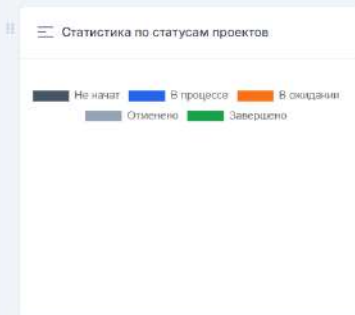 Статистика по статусам проектов
Не начат В процессе В ожидании
Отменено Завершено